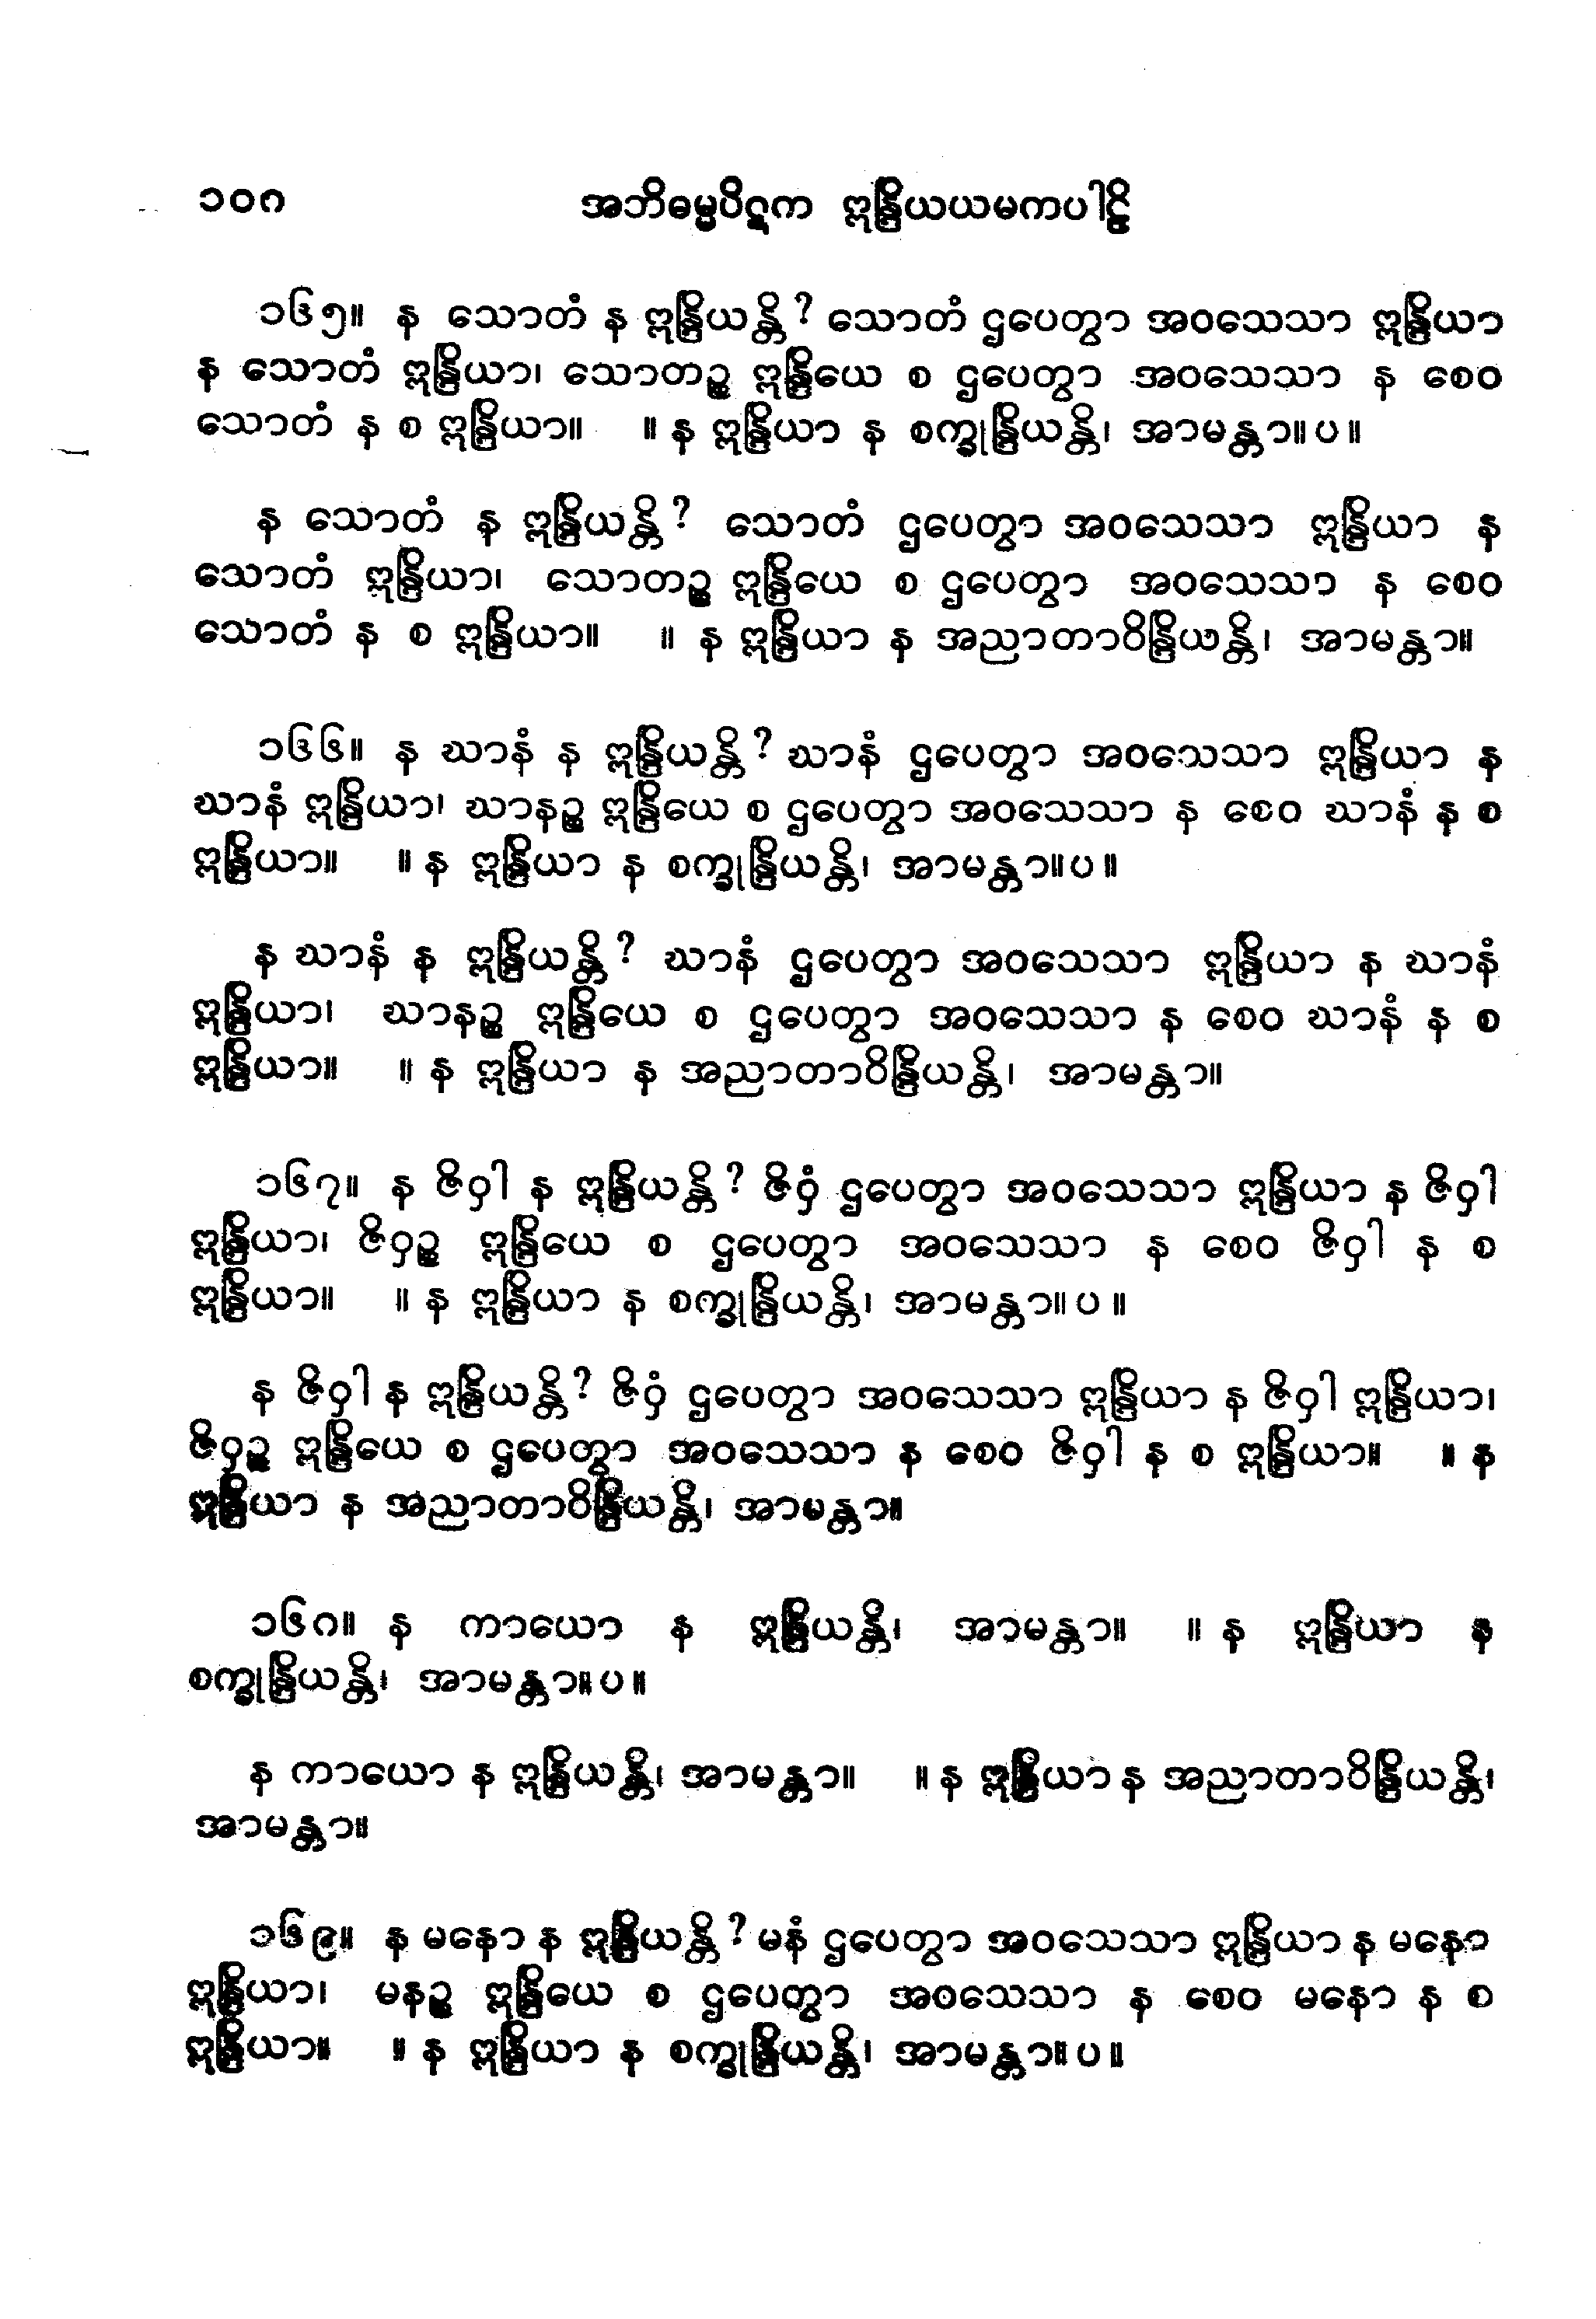 ၁၀ဂ အဘိဓမ္မပိဋက ဣန္ဒြိယယမကပါဠိ
၁၆၅။ န သောတံ န ဣန္ဒြိယန္တိ? သောတံ ဌပေတွာ အဝသေသာ ဣန္ဒြိယာ
န သောတံ ဣန္ဒြိယာ၊ သောတဉ္စ ဣန္ဒြိယေ စ ဌပေတွာ အဝသေသာ န စေဝ
သောတံ န စ ဣန္ဒြိယာ။ ။ န ဣန္ဒြိယာ န စက္ခုန္ဒြိယန္တိ၊ အာမန္တာ။ ပ ။
န သောတံ န ဣန္ဒြိယန္တိ? သောတံ ဌပေတွာ အဝသေသာ ဣန္ဒြိယာ န
သောတံ ဣန္ဒြိယာ၊ သောတဉ္စ ဣန္ဒြိယေ စ ဌပေတွာ အဝသေသာ န စေဝ
သောတံ န စ ဣန္ဒြိယာ။ ။ န ဣန္ဒြိယာ န အညာတာဝိန္ဒြိယန္တိ၊ အာမန္တာ။
၁၆၆။ န ဃာနံ န ဣန္ဒြိယန္တိ? ဃာနံ ဌပေတွာ အဝသေသာ ဣန္ဒြိယာ န
ဃာနံ ဣန္ဒြိယာ၊ ဃာနဉ္စ ဣန္ဒြိယေ စ ဌပေတွာ အဝသေသာ န စေဝ ဃာနံ န စ
ဣန္ဒြိယာ။ ။ န ဣန္ဒြိယာ န စက္ခုန္ဒြိယန္တိ၊ အာမန္တာ။ ပ ။
န ဃာနံ န ဣန္ဒြိယန္တိ? ဃာနံ ဌပေတွာ အဝသေသာ ဣန္ဒြိယာ န ဃာနံ
ဣန္ဒြိယာ၊ ဃာနဉ္စ ဣန္ဒြိယေ စ ဌပေတွာ အဝသေသာ န စေဝ ဃာနံ န စ
ဣန္ဒြိယာ။ ။ န ဣန္ဒြိယာ န အညာတာဝိန္ဒြိယန္တိ၊ အာမန္တာ။
၁၆၇။ န ဇိဝှါ န ဣန္ဒြိယန္တိ? ဇိဝှံ ဌပေတွာ အဝသေသာ ဣန္ဒြိယာ န ဇိဝှါ
ဣန္ဒြိယာ၊ ဇိဝှဉ္စ ဣန္ဒြိယေ စ ဌပေတွာ အဝသေသာ န စေဝ ဇိဝှါ န စ
ဣန္ဒြိယာ။ ။ န ဣန္ဒြိယာ န စက္ခုန္ဒြိယန္တိ၊ အာမန္တာ။ ပ ။
န ဇိဝှါ န ဣန္ဒြိယန္တိ? ဇိဝှံ ဌပေတွာ အဝသေသာ ဣန္ဒြိယာ န ဇိဝှါ ဣန္ဒြိယာ၊
ဇိဝှဉ္စ ဣန္ဒြိယေ စ ဌပေတွာ အဝသေသာ န စေဝ ဇိဝှါ န စ ဣန္ဒြိယာ။ ။ န
ဣန္ဒြိယာ န အညာတာဝိန္ဒြိယန္တိ၊ အာမန္တာ။
၁၆ဂ။ န ကာယော န ဣန္ဒြိယန္တိ၊ အာမန္တာ။ ။ န ဣန္ဒြိယာ န
စက္ခုန္ဒြိယန္တိ၊ အာမန္တာ။ ပ ။
န ကာယော န ဣန္ဒြိယန္တိ၊ အာမန္တာ။ ။ န ဣန္ဒြိယာ န အညာတာဝိန္ဒြိယန္တိ၊
အာမန္တာ။
၁၆၉။ န မနော န ဣန္ဒြိယန္တိ? မနံ ဌပေတွာ အဝသေသာ ဣန္ဒြိယာ န မနော
ဣန္ဒြိယာ၊ မနဉ္စ ဣန္ဒြိယေ စ ဌပေတွာ အဝသေသာ န စေဝ မနော န စ
ဣန္ဒြိယာ။ ။ န ဣန္ဒြိယာ န စက္ခုန္ဒြိယန္တိ၊ အာမန္တာ။ ပ ။